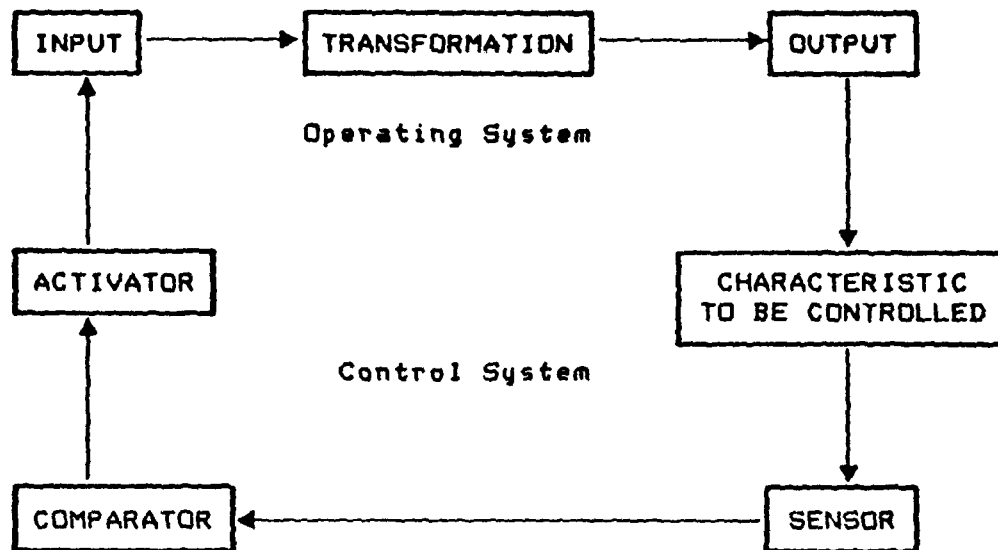 INPUT
TRANSFORMATION
OUTPUT
Operating System
ACTIVATOR
CHARACTERISTIC
TO BE CONTROLLED
Control System
COMPARATOR
SENSOR